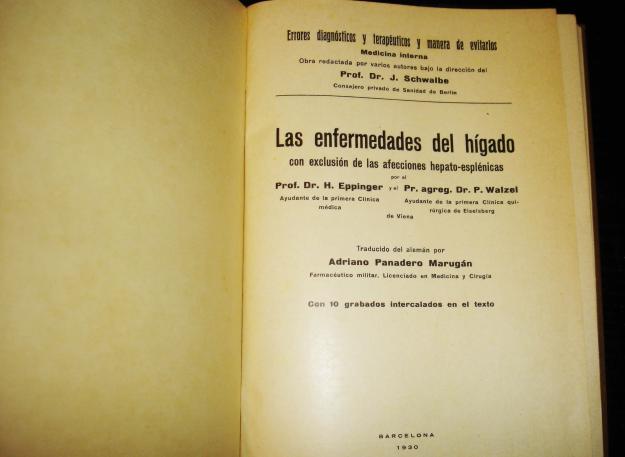 Errores diagnósticos y terapéuticos y manera de evitarlos
Medicina interna
Obra redactada por varios autores bajo la dirección del
Prof. Dr. J. Schwalbe
Consejero privado de Sanidad de Berlín
Las enfermedades del hígado
con exclusión de las afecciones hepato-esplénicas
por el
Prof. Dr. H. Eppinger y el Pr. agreg. Dr. P. Walzel
Ayudante de la primera Clínica Ayudante de la primera Clínica qui-
médica rúrgica de Eiselsberg
de Viena
Traducido del alemán por
Adriano Panadero Marugán
Farmacéutico militar, Licenciado en Medicina y Cirugía
Con 10 grabados intercalados en el texto
BARCELONA
1930